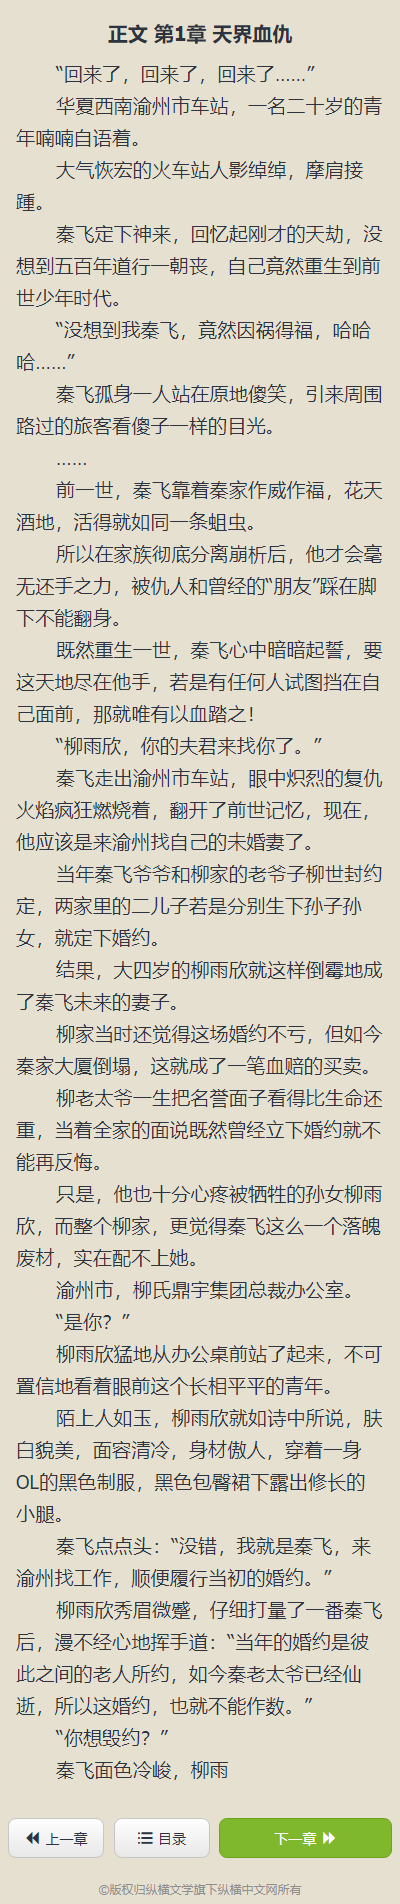 正文 第1章 天界血仇
“回来了，回来了，回来了……”
华夏西南渝州市车站，一名二十岁的青
年喃喃自语着。
大气恢宏的火车站人影绰绰，摩肩接
踵。
秦飞定下神来，回忆起刚才的天劫，没
想到五百年道行一朝丧，自己竟然重生到前
世少年时代。
“没想到我秦飞，竟然因祸得福，哈哈
哈……”
秦飞孤身一人站在原地傻笑，引来周围
路过的旅客看傻子一样的目光。
……
前一世，秦飞靠着秦家作威作福，花天
酒地，活得就如同一条蛆虫。
所以在家族彻底分离崩析后，他才会毫
无还手之力，被仇人和曾经的“朋友”踩在脚
下不能翻身。
既然重生一世，秦飞心中暗暗起誓，要
这天地尽在他手，若是有任何人试图挡在自
己面前，那就唯有以血踏之！
“柳雨欣，你的夫君来找你了。”
秦飞走出渝州市车站，眼中炽烈的复仇
火焰疯狂燃烧着，翻开了前世记忆，现在，
他应该是来渝州找自己的未婚妻了。
当年秦飞爷爷和柳家的老爷子柳世封约
定，两家里的二儿子若是分别生下孙子孙
女，就定下婚约。
结果，大四岁的柳雨欣就这样倒霉地成
了秦飞未来的妻子。
柳家当时还觉得这场婚约不亏，但如今
秦家大厦倒塌，这就成了一笔血赔的买卖。
柳老太爷一生把名誉面子看得比生命还
重，当着全家的面说既然曾经立下婚约就不
能再反悔。
只是，他也十分心疼被牺牲的孙女柳雨
欣，而整个柳家，更觉得秦飞这么一个落魄
废材，实在配不上她。
渝州市，柳氏鼎宇集团总裁办公室。
“是你？”
柳雨欣猛地从办公桌前站了起来，不可
置信地看着眼前这个长相平平的青年。
陌上人如玉，柳雨欣就如诗中所说，肤
白貌美，面容清冷，身材傲人，穿着一身
OL的黑色制服，黑色包臀裙下露出修长的
小腿。
秦飞点点头：“没错，我就是秦飞，来
渝州找工作，顺便履行当初的婚约。”
柳雨欣秀眉微蹙，仔细打量了一番秦飞
后，漫不经心地挥手道：“当年的婚约是彼
此之间的老人所约，如今秦老太爷已经仙
逝，所以这婚约，也就不能作数。”
“你想毁约？”
秦飞面色冷峻，柳雨
上一章 目录 下一章
©版权归纵横文学旗下纵横中文网所有